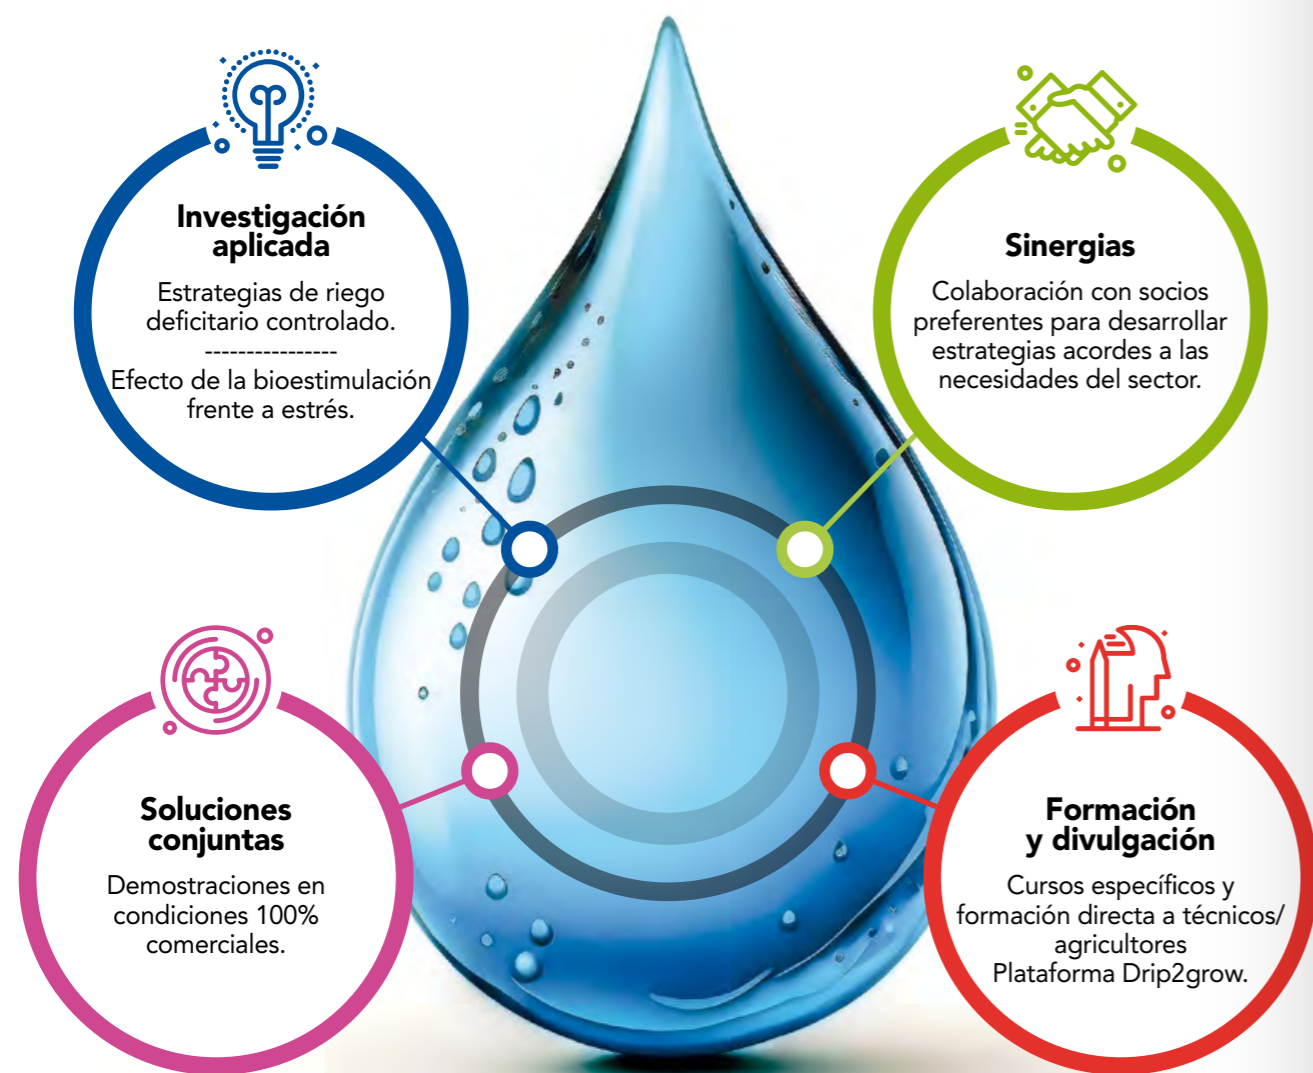 Investigación
aplicada
Estrategias de riego
deficitario controlado.
----------------
Efecto de la bioestimulación
frente a estrés.
Sinergias
Colaboración con socios
preferentes para desarrollar
estrategias acordes a las
necesidades del sector.
Soluciones
conjuntas
Demostraciones en
condiciones 100%
comerciales.
Formación
y divulgación
Cursos específicos y
formación directa a técnicos/
agricultores
Plataforma Drip2grow.